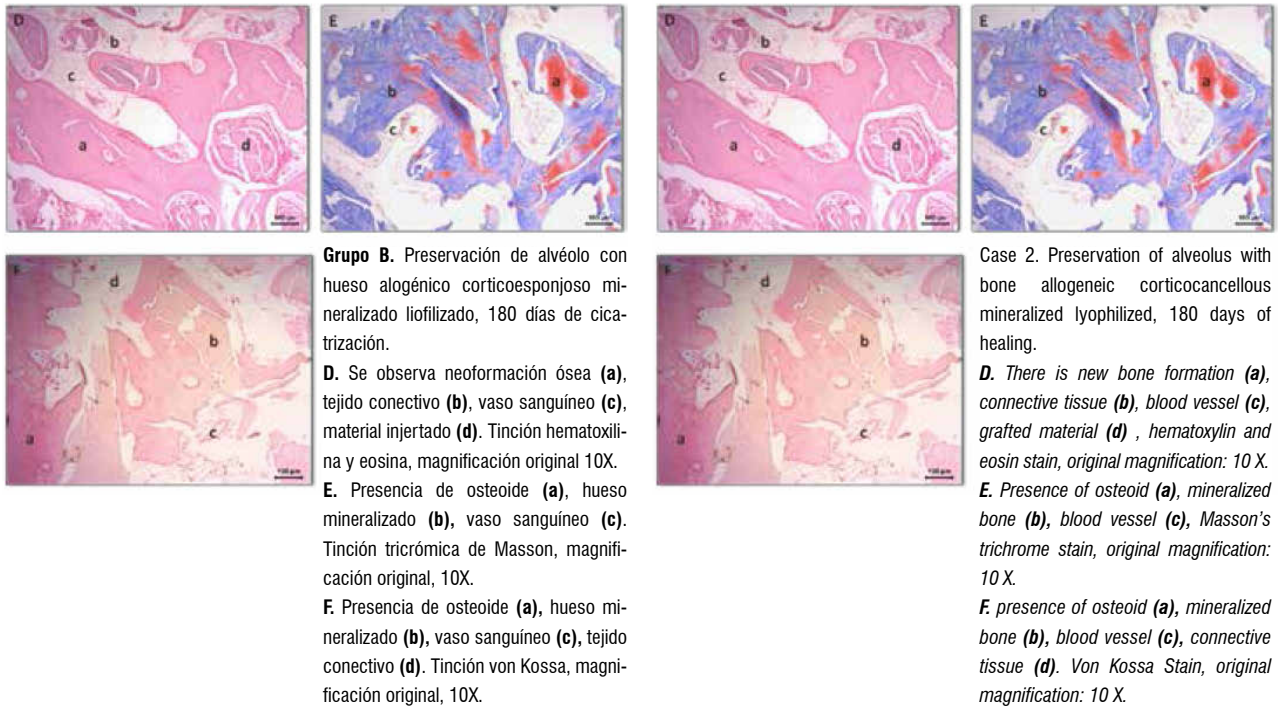 D
b
c
a
d
E
a
b
c
D
b
c
a
d
E
a
b
c
d
b
a
c
100 µm
Grupo B. Preservación de alvéolo con
hueso alogénico corticoesponjoso mi-
neralizado liofilizado, 180 días de cica-
trización.
D. Se observa neoformación ósea (a),
tejido conectivo (b), vaso sanguíneo (c),
material injertado (d). Tinción hematoxili-
na y eosina, magnificación original 10X.
E. Presencia de osteoide (a), hueso
mineralizado (b), vaso sanguíneo (c).
Tinción tricrómica de Masson, magnifi-
cación original, 10X.
F. Presencia de osteoide (a), hueso mi-
neralizado (b), vaso sanguíneo (c), tejido
conectivo (d). Tinción von Kossa, magni-
ficación original, 10X.
d
b
a
c
100 µm
Case 2. Preservation of alveolus with
bone allogeneic corticocancellous
mineralized lyophilized, 180 days of
healing.
D. There is new bone formation (a),
connective tissue (b), blood vessel (c),
grafted material (d) , hematoxylin and
eosin stain, original magnification: 10 X.
E. Presence of osteoid (a), mineralized
bone (b), blood vessel (c), Masson's
trichrome stain, original magnification:
10 X.
F. presence of osteoid (a), mineralized
bone (b), blood vessel (c), connective
tissue (d). Von Kossa Stain, original
magnification: 10 X.